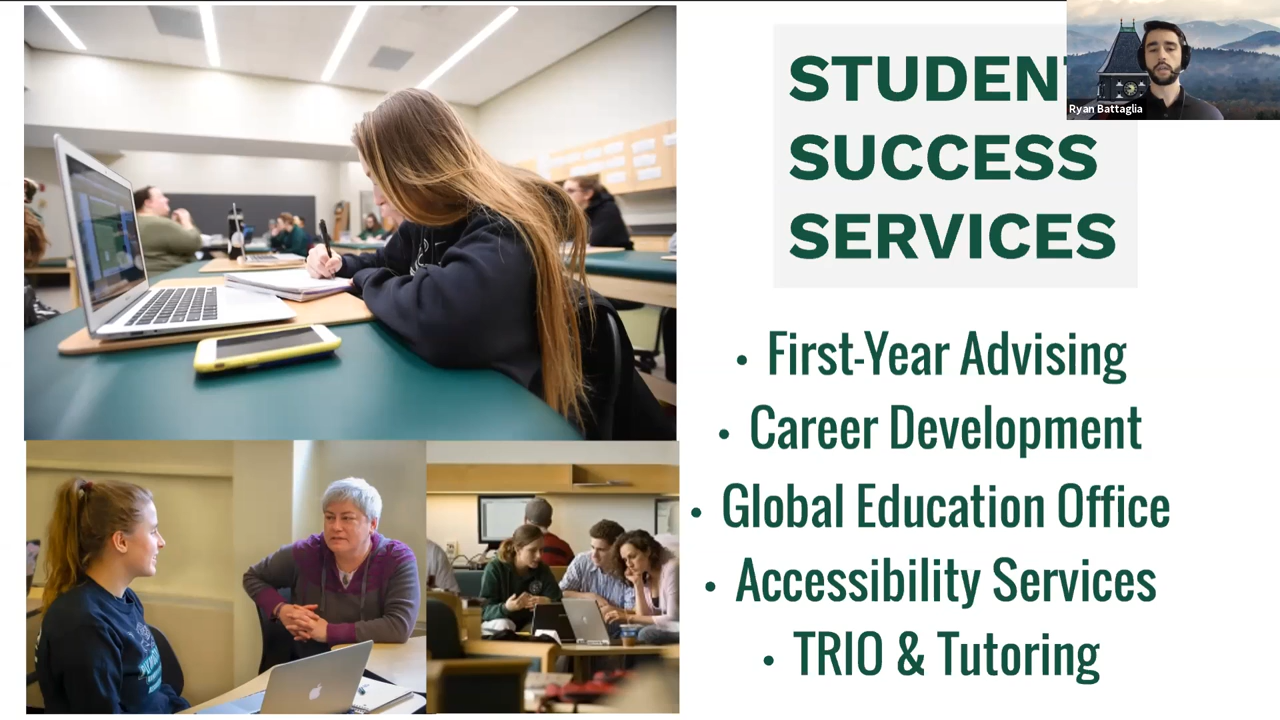 STUDENT
SUCCESS
SERVICES
Ryan Battaglia
• First-Year Advising
• Career Development
• Global Education Office
• Accessibility Services
• TRIO & Tutoring